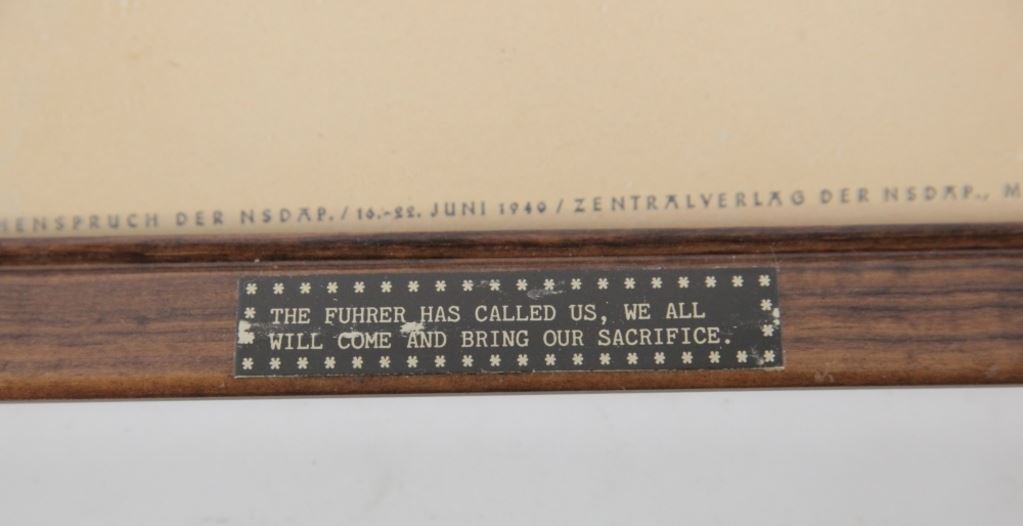 HENSPRUCH DER NSDAP. / 16.-22. JUNI 1940 / ZENTRALVERLAG DER NSDAP., M
* * * * * * * * * * * * * * * * * * * *
* THE FUHRER HAS CALLED US, WE ALL *
WILL COME AND BRING OUR SACRIFICE. *
* * * * * * * * * * * * * * * * * * * *